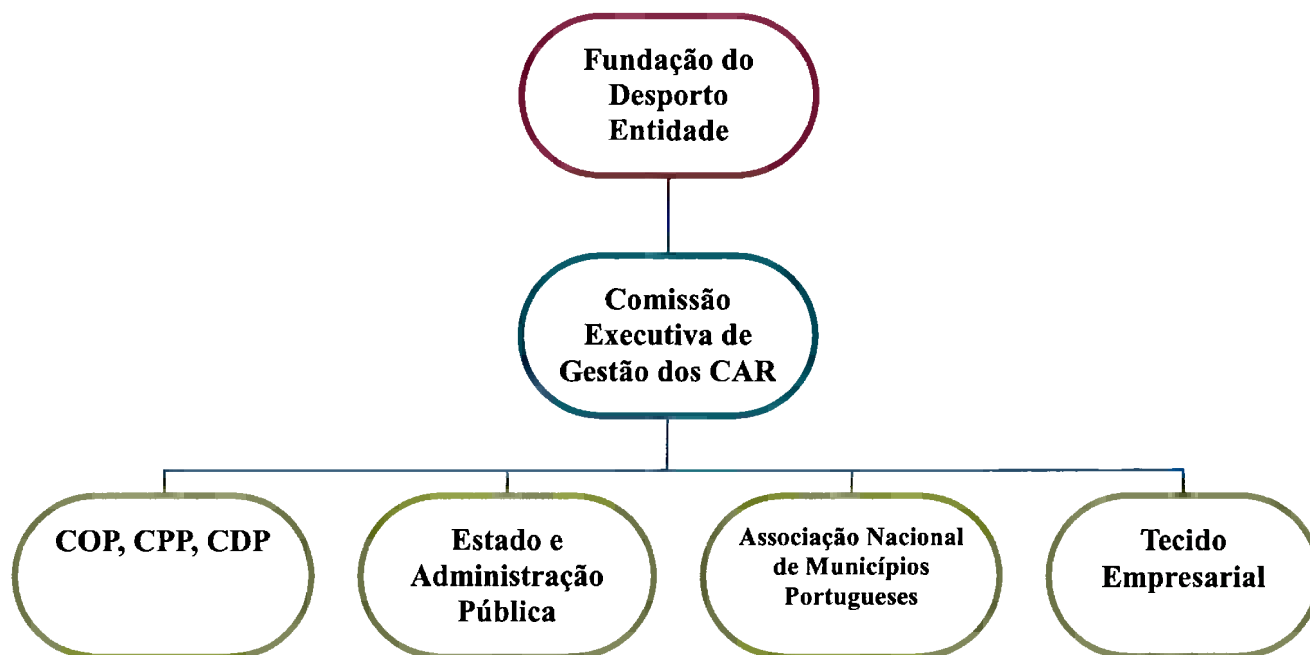 Fundação do
Desporto
Entidade
Comissão
Executiva de
Gestão dos CAR
COP, CPP, CDP
Estado e
Administração
Pública
Associação Nacional
de Municípios
Portugueses
Tecido
Empresarial